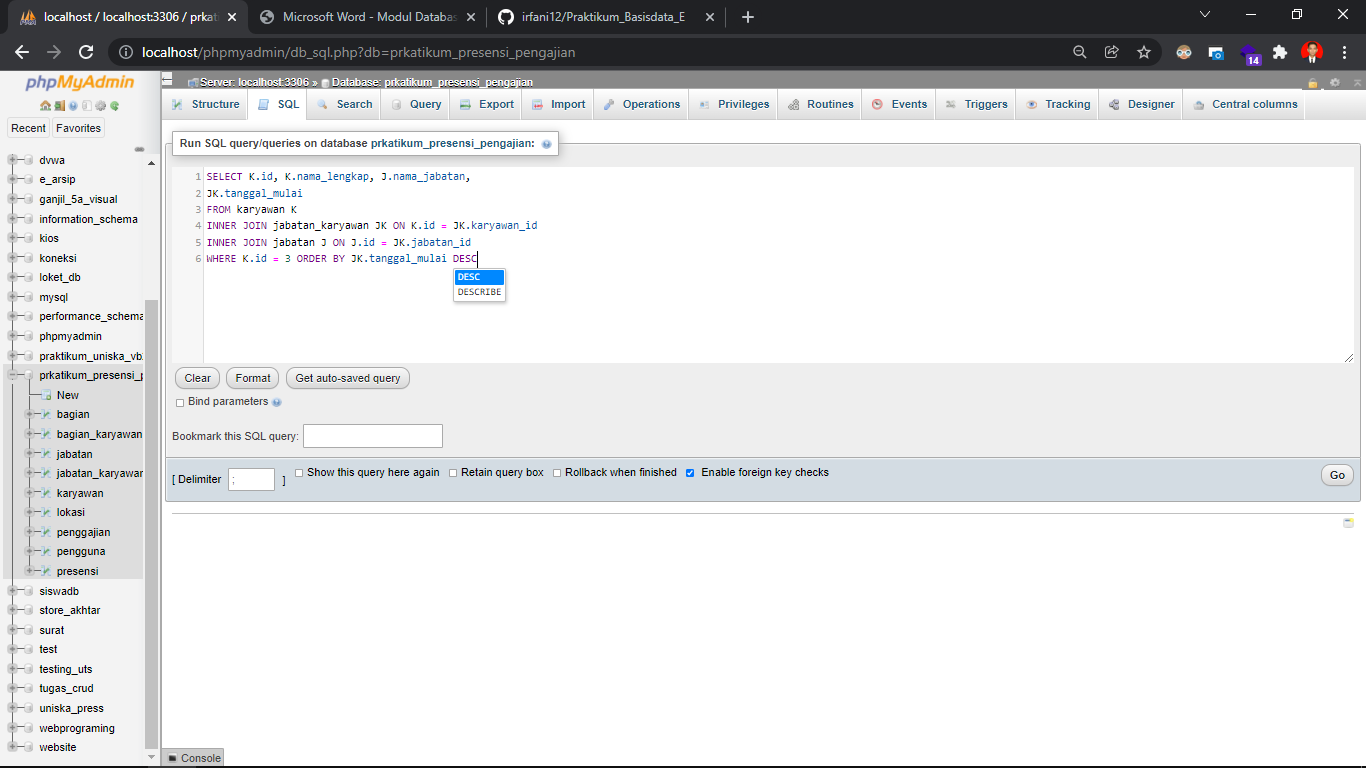 localhost / localhost:3306 / prkat
Microsoft Word - Modul Databas
irfani12/Praktikum_Basisdata_E
localhost/phpmyadmin/db_sql.php?db=prkatikum_presensi_pengajian
14
phpMyAdmin
Recent
Favorites
dvwa
e_arsip
ganjil_5a_visual
information_schema
kios
koneksi
loket_db
mysql
performance_schema
phpmyadmin
praktikum_uniska_vb
prkatikum_presensi_p
New
bagian
bagian_karyawan
jabatan
jabatan_karyawan
karyawan
lokasi
penggajian
pengguna
presensi
siswadb
store_akhtar
surat
test
testing_uts
tugas_crud
uniska_press
webprograming
website
Server: localhost:3306 » Database: prkatikum_presensi_pengajian
Structure SQL Search Query Export Import Operations Privileges Routines Events Triggers Tracking Designer Central columns
Run SQL query/queries on database prkatikum_presensi_pengajian:
1 SELECT K.id, K.nama_lengkap, J.nama_jabatan,
2 JK.tanggal_mulai
3 FROM karyawan K
4 INNER JOIN jabatan_karyawan JK ON K.id = JK.karyawan_id
5 INNER JOIN jabatan J ON J.id = JK.jabatan_id
6 WHERE K.id = 3 ORDER BY JK.tanggal_mulai DESC
DESC
DESCRIBE
Clear Format Get auto-saved query
Bind parameters
Bookmark this SQL query:
[ Delimiter ; ] Show this query here again Retain query box Rollback when finished Enable foreign key checks Go
Console